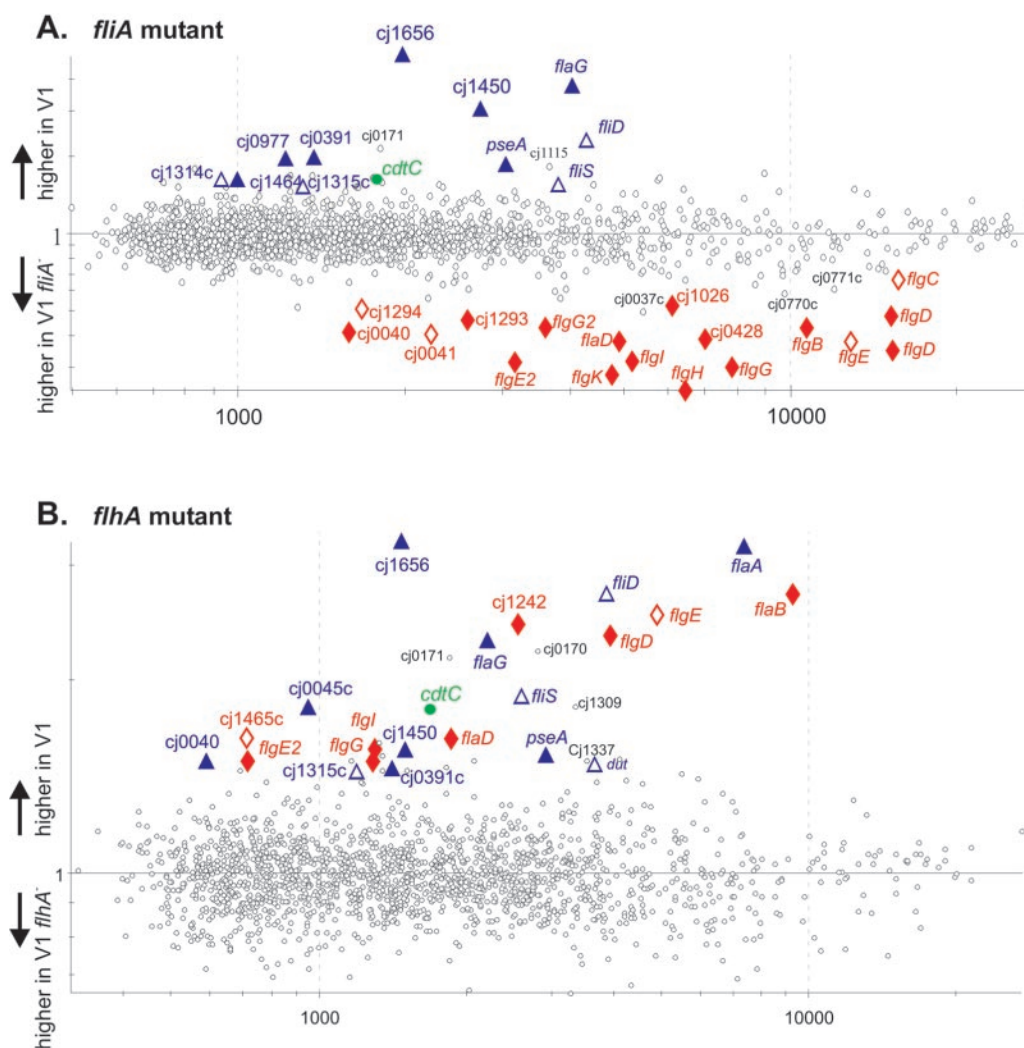 A. fliA mutant
cj1656
flaG
cj1450
fliD
cj0977
cj0391
cj0171
pseA
cj1115
cj1314c
cj1464
cj1315c
cdtC
fliS
higher in V1
1
higher in V1 fliA-
cj0771c
flgC
cj0037c
cj1026
cj0770c
cj1294
cj0040
cj0041
cj1293
flgG2
flaD
cj0428
flgB
flgE
flgD
flgD
flgE2
flgK
flgI
flgH
flgG
1000
10000
B. flhA mutant
cj1656
flaA
fliD
cj1242
flgE
flaB
flgD
cj0171
flaG
cj0170
cj0045c
cdtC
fliS
cj1309
cj1465c
flgI
cj1450
flaD
pseA
Cj1337
cj0040
flgE2
flgG
cj1315c
cj0391c
dut
higher in V1
1
higher in V1 flhA-
1000
10000